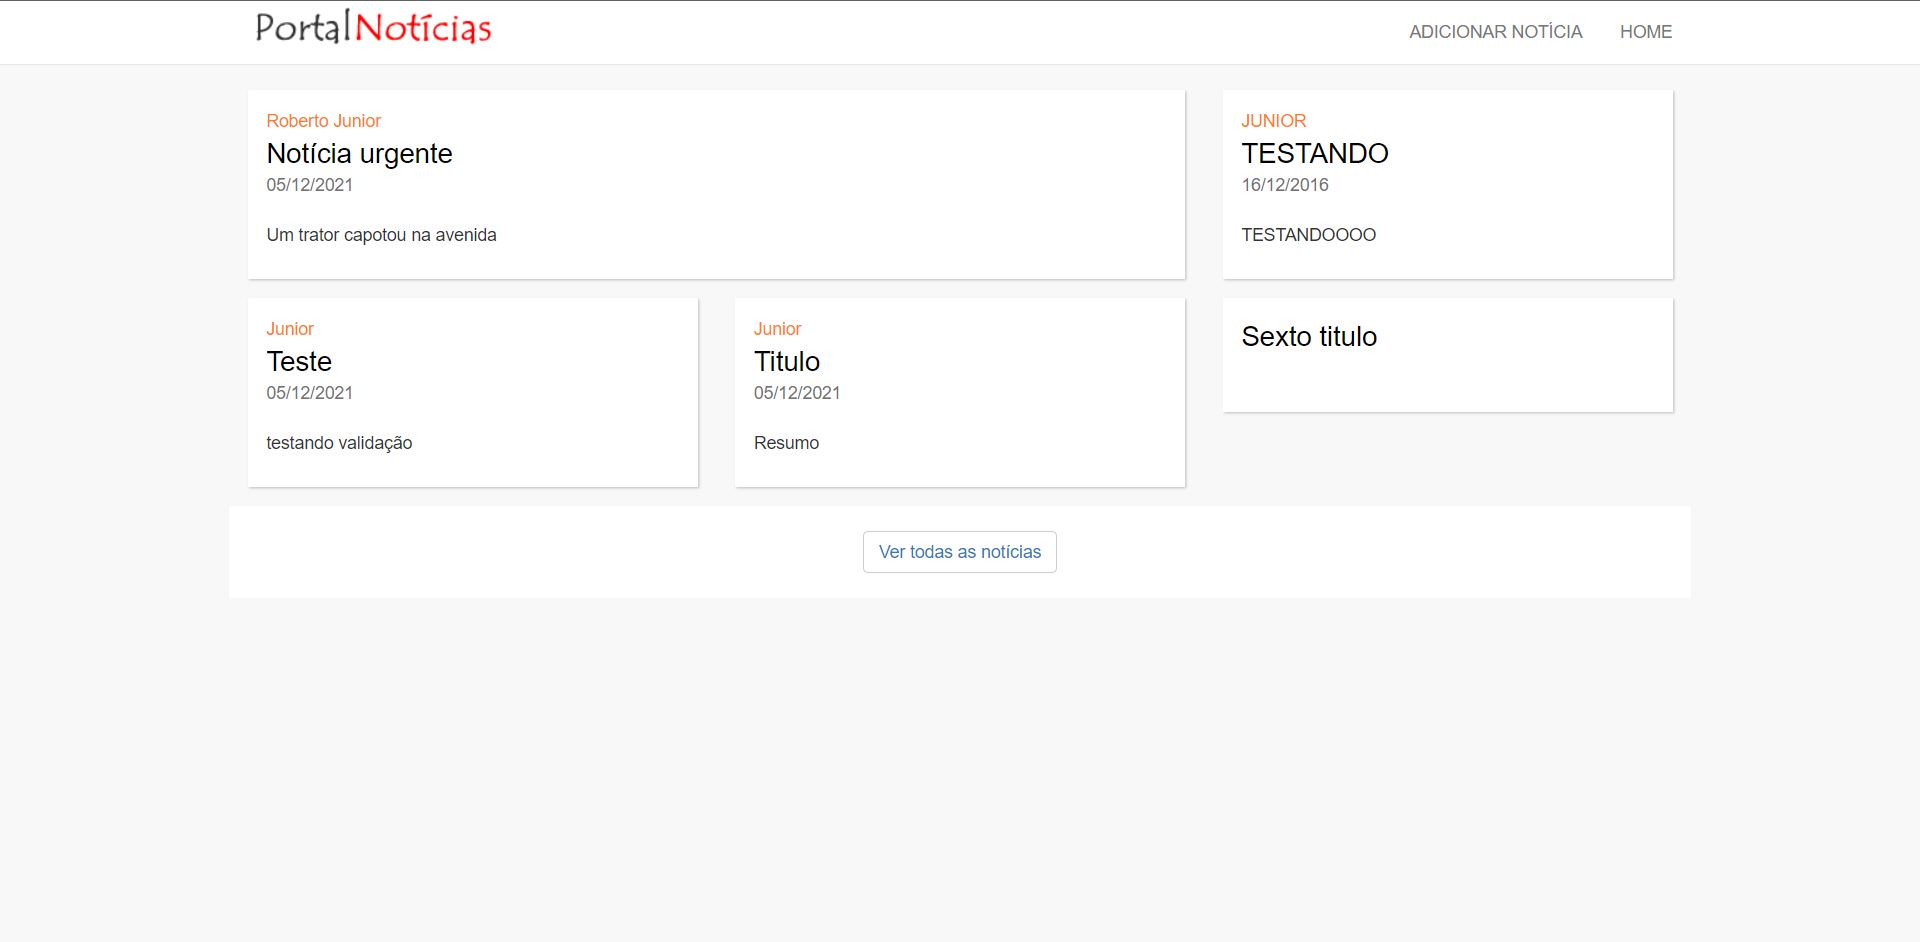 PortalNotícias
ADICIONAR NOTÍCIA
HOME
Roberto Junior
Notícia urgente
05/12/2021
Um trator capotou na avenida
JUNIOR
TESTANDO
16/12/2016
TESTANDOOOO
Junior
Teste
05/12/2021
testando validação
Junior
Titulo
05/12/2021
Resumo
Sexto titulo
Ver todas as notícias